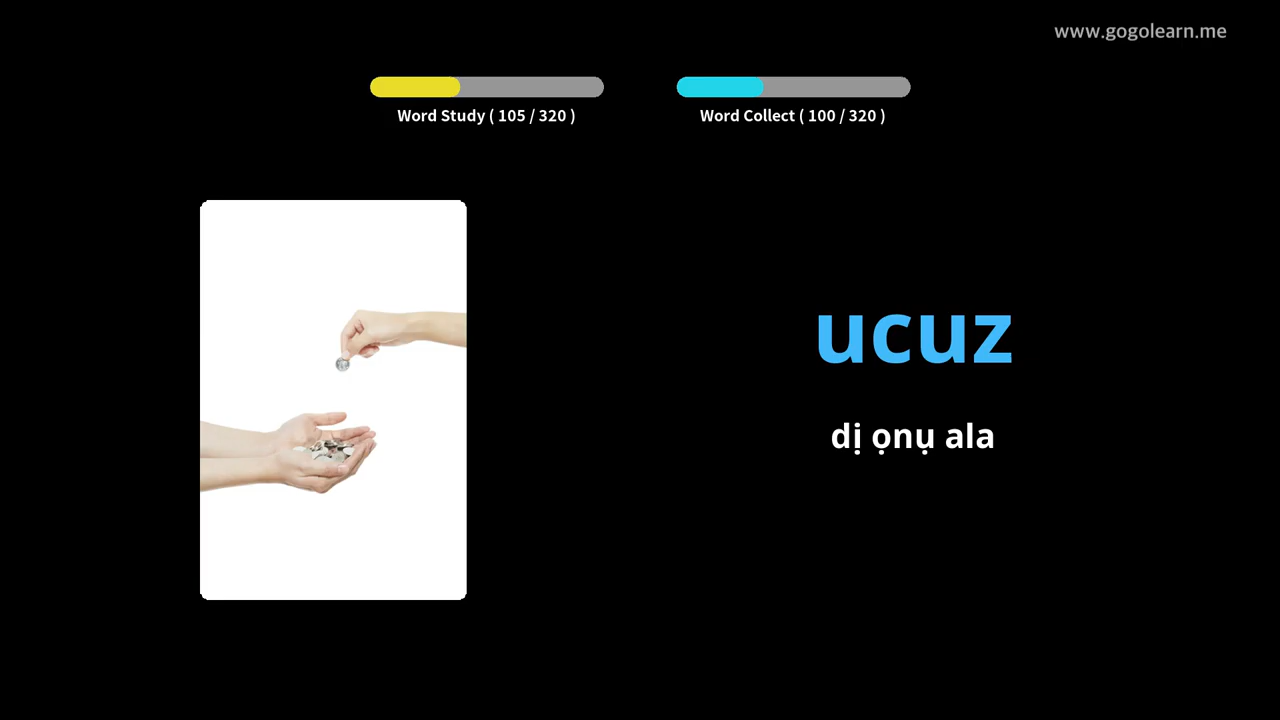 www.gogolearn.me
Word Study ( 105 / 320 )
Word Collect ( 100 / 320 )
ucuz
dị ọnụ ala